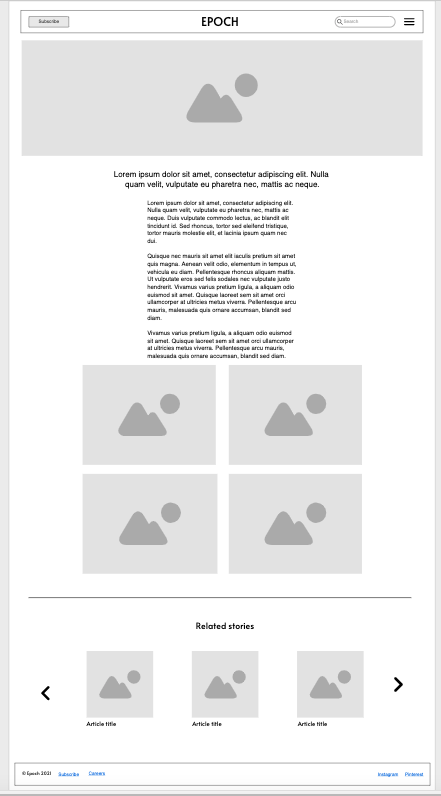 Subscribe
EPOCH
Search
Lorem ipsum dolor sit amet, consectetur adipiscing elit. Nulla
quam velit, vulputate eu pharetra nec, mattis ac neque.
Lorem ipsum dolor sit amet, consectetur adipiscing elit.
Nulla quam velit, vulputate eu pharetra nec, mattis ac
neque. Duis vulputate commodo lectus, ac blandit elit
tincidunt id. Sed rhoncus, tortor sed eleifend tristique,
tortor mauris molestie elit, et lacinia ipsum quam nec
dui.
Quisque nec mauris sit amet elit iaculis pretium sit amet
quis magna. Aenean velit odio, elementum in tempus ut,
vehicula eu diam. Pellentesque rhoncus aliquam mattis.
Ut vulputate eros sed felis sodales nec vulputate justo
hendrerit. Vivamus varius pretium ligula, a aliquam odio
euismod sit amet. Quisque laoreet sem sit amet orci
ullamcorper at ultricies metus viverra. Pellentesque arcu
mauris, malesuada quis ornare accumsan, blandit sed
diam.
Vivamus varius pretium ligula, a aliquam odio euismod
sit amet. Quisque laoreet sem sit amet orci ullamcorper
at ultricies metus viverra. Pellentesque arcu mauris,
malesuada quis ornare accumsan, blandit sed diam.
Related stories
Article title
Article title
Article title
© Epoch 2021
Subscribe
Careers
Instagram
Pinterest